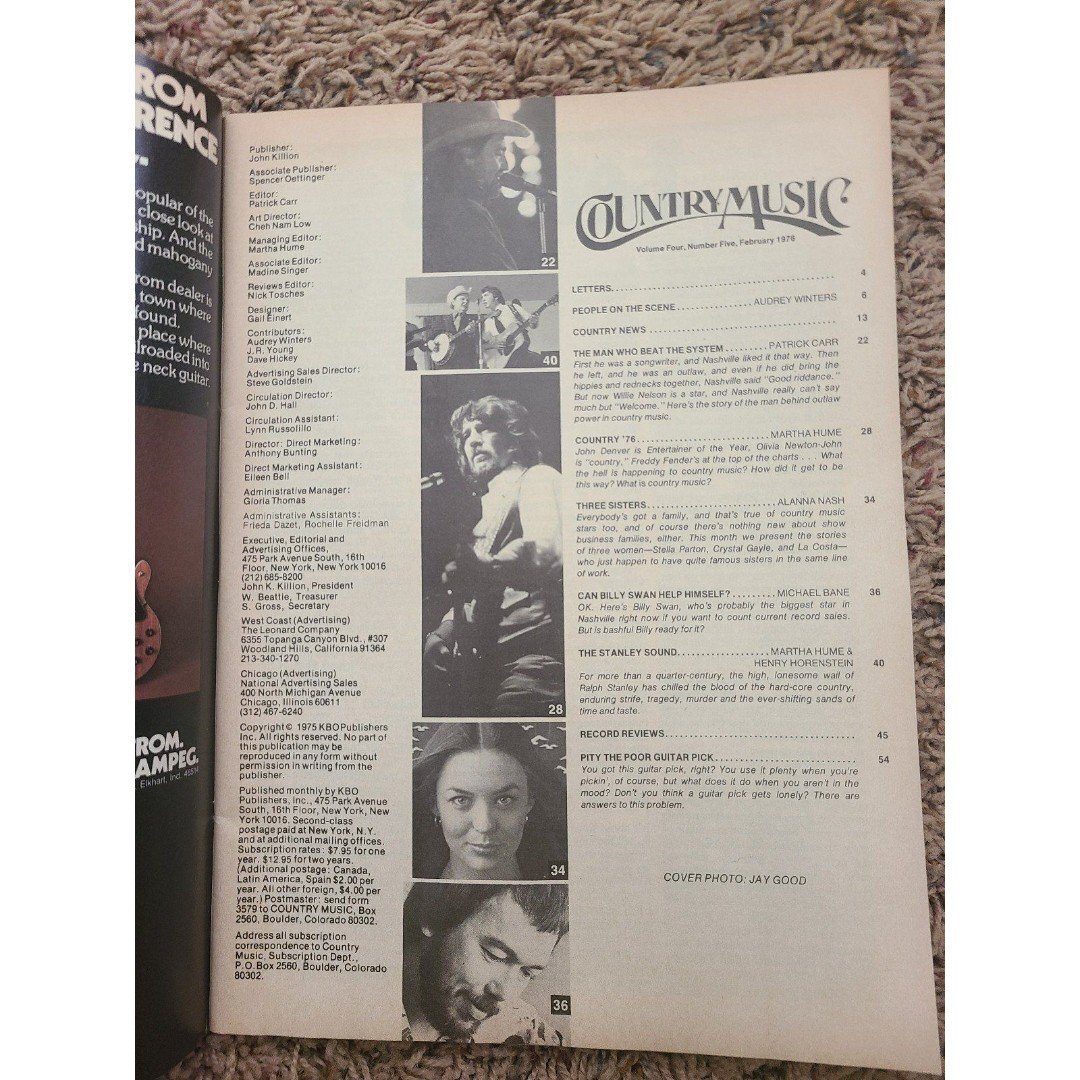 ROM
RENCE
opular of the
close look at
ship. And the
d mahogany
rom dealer is
town where
ound.
place where
lroaded into
e neck guitar.
ROM.
AMPEG.
Elkhart, Ind.
Publisher:
John Killion
Associate Publisher:
Spencer Oettinger
Editor:
Patrick Carr
Art Director:
Cheh Nam Low
Managing Editor:
Martha Hume
Associate Editor:
Madine Singer
Reviews Editor:
Nick Tosches
Designer:
Gail Einert
Contributors:
Audrey Winters
J.R. Young
Dave Hickey
Advertising Sales Director:
Steve Goldstein
Circulation Director:
John D. Hall
Circulation Assistant:
Lynn Russolillo
Director: Direct Marketing:
Anthony Bunting
Direct Marketing Assistant:
Eileen Bell
Administrative Manager:
Gloria Thomas
Administrative Assistants:
Frieda Dazet, Rochelle Freidman
Executive, Editorial and
Advertising Offices,
475 Park Avenue South, 16th
Floor, New York, New York 10016
(212) 685-8200
John K. Killion, President
W. Beattie, Treasurer
S. Gross, Secretary
West Coast (Advertising)
The Leonard Company
6355 Topanga Canyon Blvd., #307
Woodland Hills, California 91364
213-340-1270
Chicago (Advertising)
National Advertising Sales
400 North Michigan Avenue
Chicago, Illinois 60611
(312) 467-6240
Copyright © 1975 KBO Publishers
Inc. All rights reserved. No part of
this publication may be
reproduced in any form without
permission in writing from the
publisher.
Published monthly by KBO
Publishers, Inc., 475 Park Avenue
South, 16th Floor, New York, New
York 10016. Second-class
postage paid at New York, N.Y.
and at additional mailing offices.
Subscription rates: $7.95 for one
year. $12.95 for two years.
(Additional postage: Canada,
Latin America, Spain $2.00 per
year. All other foreign, $4.00 per
year.) Postmaster: send form
3579 to COUNTRY MUSIC, Box
2560, Boulder, Colorado 80302.
Address all subscription
correspondence to Country
Music, Subscription Dept.,
P.O. Box 2560, Boulder, Colorado
80302.
22
40
28
34
36
COUNTRY MUSIC
Volume Four, Number Five, February 1976
LETTERS. 4
PEOPLE ON THE SCENE AUDREY WINTERS 6
COUNTRY NEWS 13
THE MAN WHO BEAT THE SYSTEM PATRICK CARR 22
First he was a songwriter, and Nashville liked it that way. Then
he left, and he was an outlaw, and even if he did bring the
hippies and rednecks together, Nashville said "Good riddance."
But now Willie Nelson is a star, and Nashville really can't say
much but "Welcome." Here's the story of the man behind outlaw
power in country music.
COUNTRY '76 MARTHA HUME 28
John Denver is Entertainer of the Year, Olivia Newton-John
is "country," Freddy Fender's at the top of the charts . . . What
the hell is happening to country music? How did it get to be
this way? What is country music?
THREE SISTERS ALANNA NASH 34
Everybody's got a family, and that's true of country music
stars too, and of course there's nothing new about show
business families, either. This month we present the stories
of three women—Stella Parton, Crystal Gayle, and La Costa—
who just happen to have quite famous sisters in the same line
of work.
CAN BILLY SWAN HELP HIMSELF? MICHAEL BANE 36
OK. Here's Billy Swan, who's probably the biggest star in
Nashville right now if you want to count current record sales.
But is bashful Billy ready for it?
THE STANLEY SOUND MARTHA HUME &
HENRY HORENSTEIN 40
For more than a quarter-century, the high, lonesome wail of
Ralph Stanley has chilled the blood of the hard-core country,
enduring strife, tragedy, murder and the ever-shifting sands of
time and taste.
RECORD REVIEWS 45
PITY THE POOR GUITAR PICK 54
You got this guitar pick, right? You use it plenty when you're
pickin', of course, but what does it do when you aren't in the
mood? Don't you think a guitar pick gets lonely? There are
answers to this problem.
COVER PHOTO: JAY GOOD